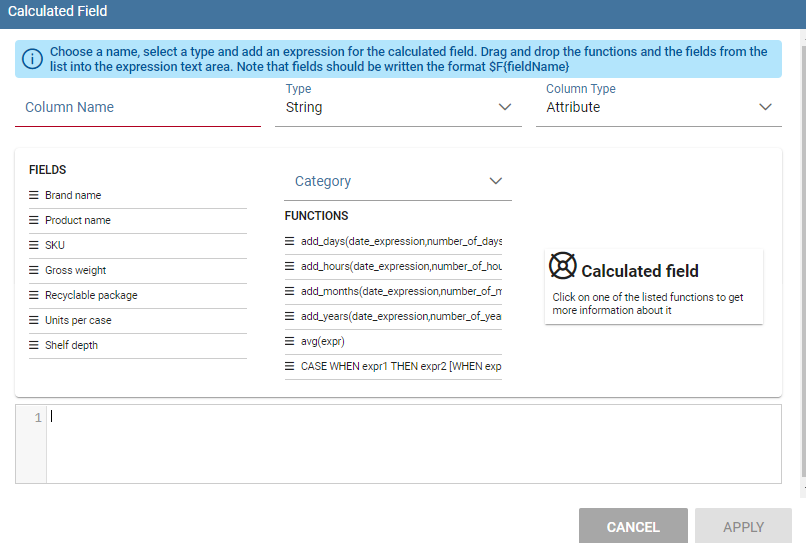 Calculated Field
Choose a name, select a type and add an expression for the calculated field. Drag and drop the functions and the fields from the
list into the expression text area. Note that fields should be written the format $F{fieldName}
Column Name
Type
String
Column Type
Attribute
FIELDS
Brand name
Product name
SKU
Gross weight
Recyclable package
Units per case
Shelf depth
Category
FUNCTIONS
add_days(date_expression,number_of_days
add_hours(date_expression,number_of_hou
add_months(date_expression,number_of_m
add_years(date_expression,number_of_yea
avg(expr)
CASE WHEN expr1 THEN expr2 [WHEN exp
Calculated field
Click on one of the listed functions to get
more information about it
1
CANCEL
APPLY